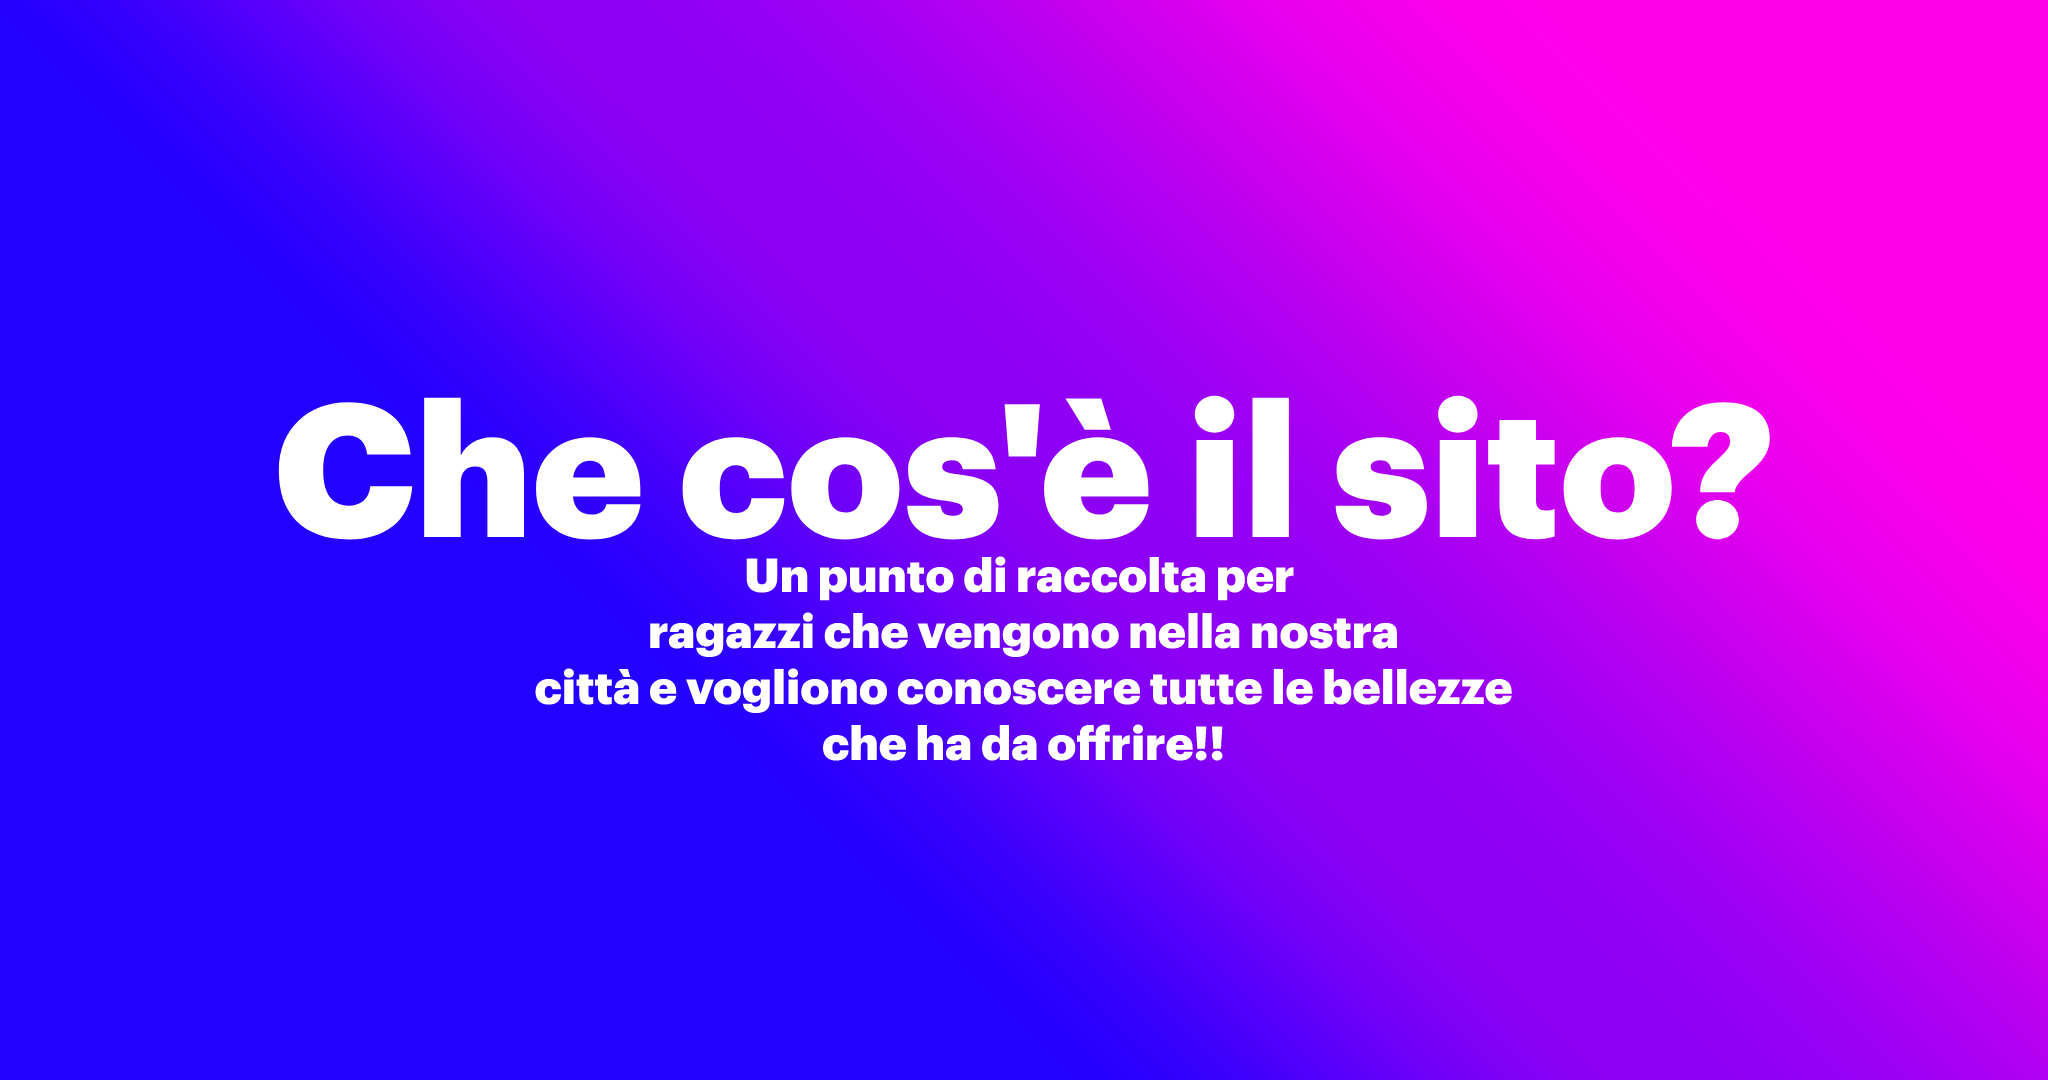 Che cos'è il sito?
Un punto di raccolta per
ragazzi che vengono nella nostra
città e vogliono conoscere tutte le bellezze
che ha da offrire!!